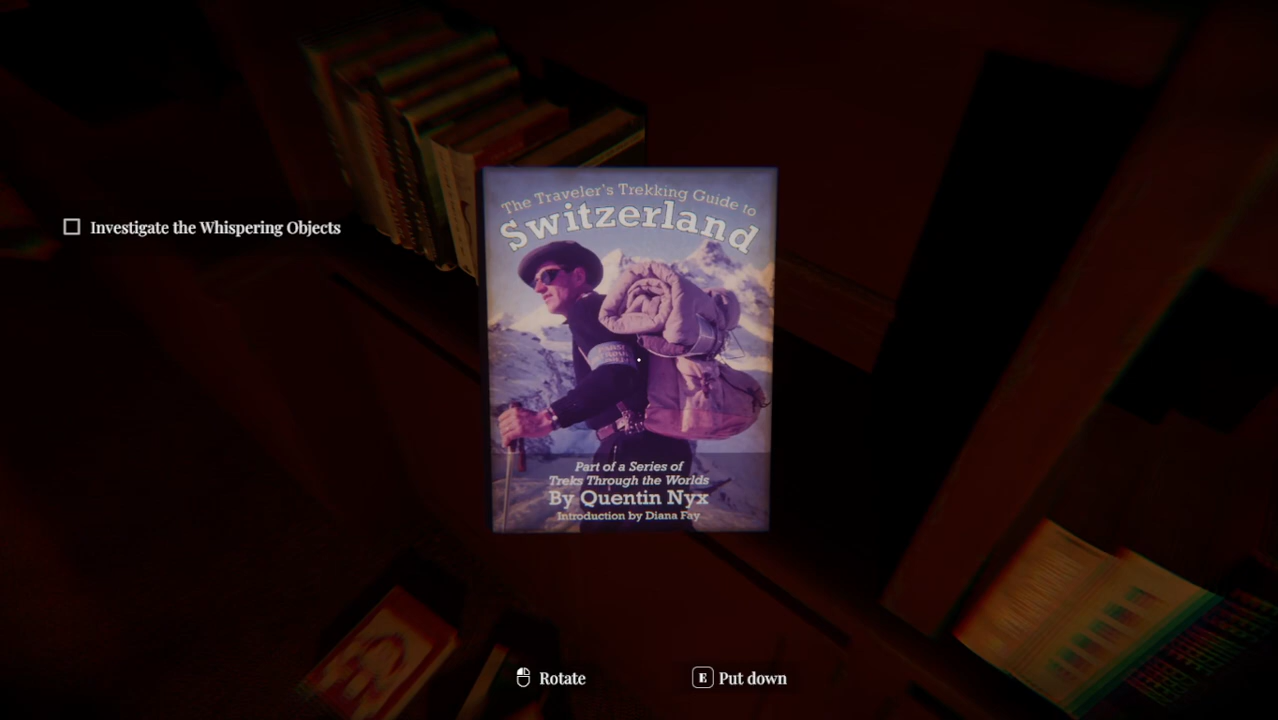 Investigate the Whispering Objects
The Traveler's Trekking Guide to
Switzerland
Part of a Series of
Treks Through the Worlds
By Quentin Nyx
Introduction by Diana Fay
Rotate
E Put down